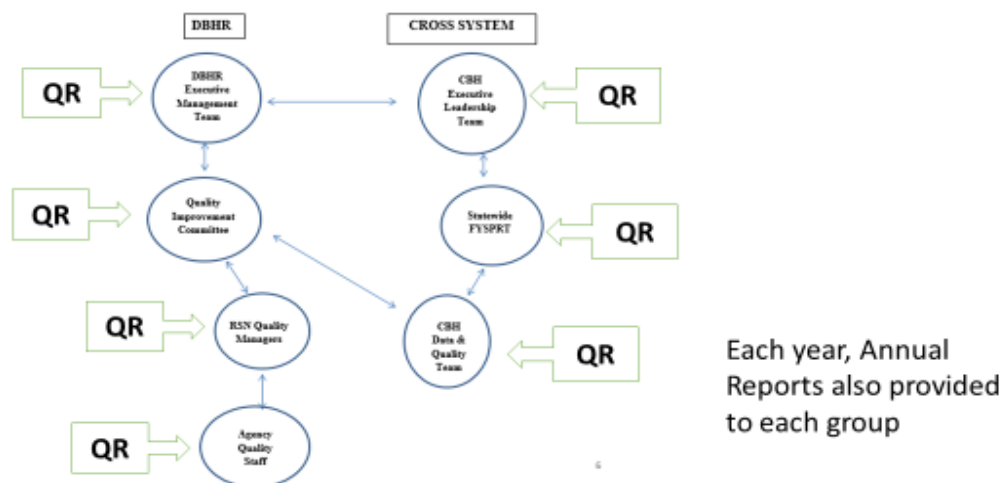 DBHR
CROSS SYSTEM
QR
DBHR
Executive
Management
Team
CBH
Executive
Leadership
Team
QR
QR
Quality
Improvement
Committee
Statewide
FYSPRT
QR
QR
RSN Quality
Managers
CBH
Data &
Quality
Team
QR
Each year, Annual
Reports also provided
to each group
QR
Agency
Quality
Staff
6